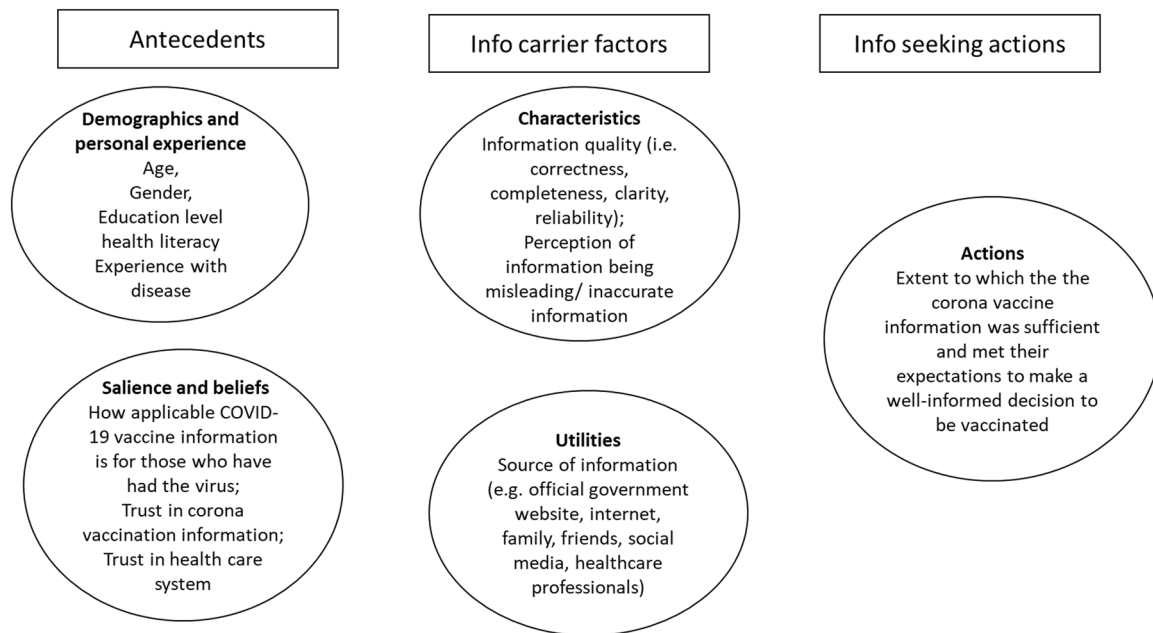 Antecedents
Info carrier factors
Info seeking actions
Demographics and
personal experience
Age,
Gender,
Education level
health literacy
Experience with
disease
Salience and beliefs
How applicable COVID-
19 vaccine information
is for those who have
had the virus;
Trust in corona
vaccination information;
Trust in health care
system
Characteristics
Information quality (i.e.
correctness,
completeness, clarity,
reliability);
Perception of
information being
misleading/ inaccurate
information
Utilities
Source of information
(e.g. official government
website, internet,
family, friends, social
media, healthcare
professionals)
Actions
Extent to which the the
corona vaccine
information was sufficient
and met their
expectations to make a
well-informed decision to
be vaccinated